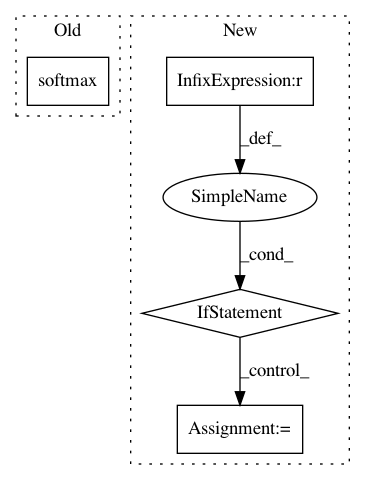 Old
New
softmax
InfixExpression:r
_def_
SimpleName
_cond_
IfStatement
_control_
Assignment:=